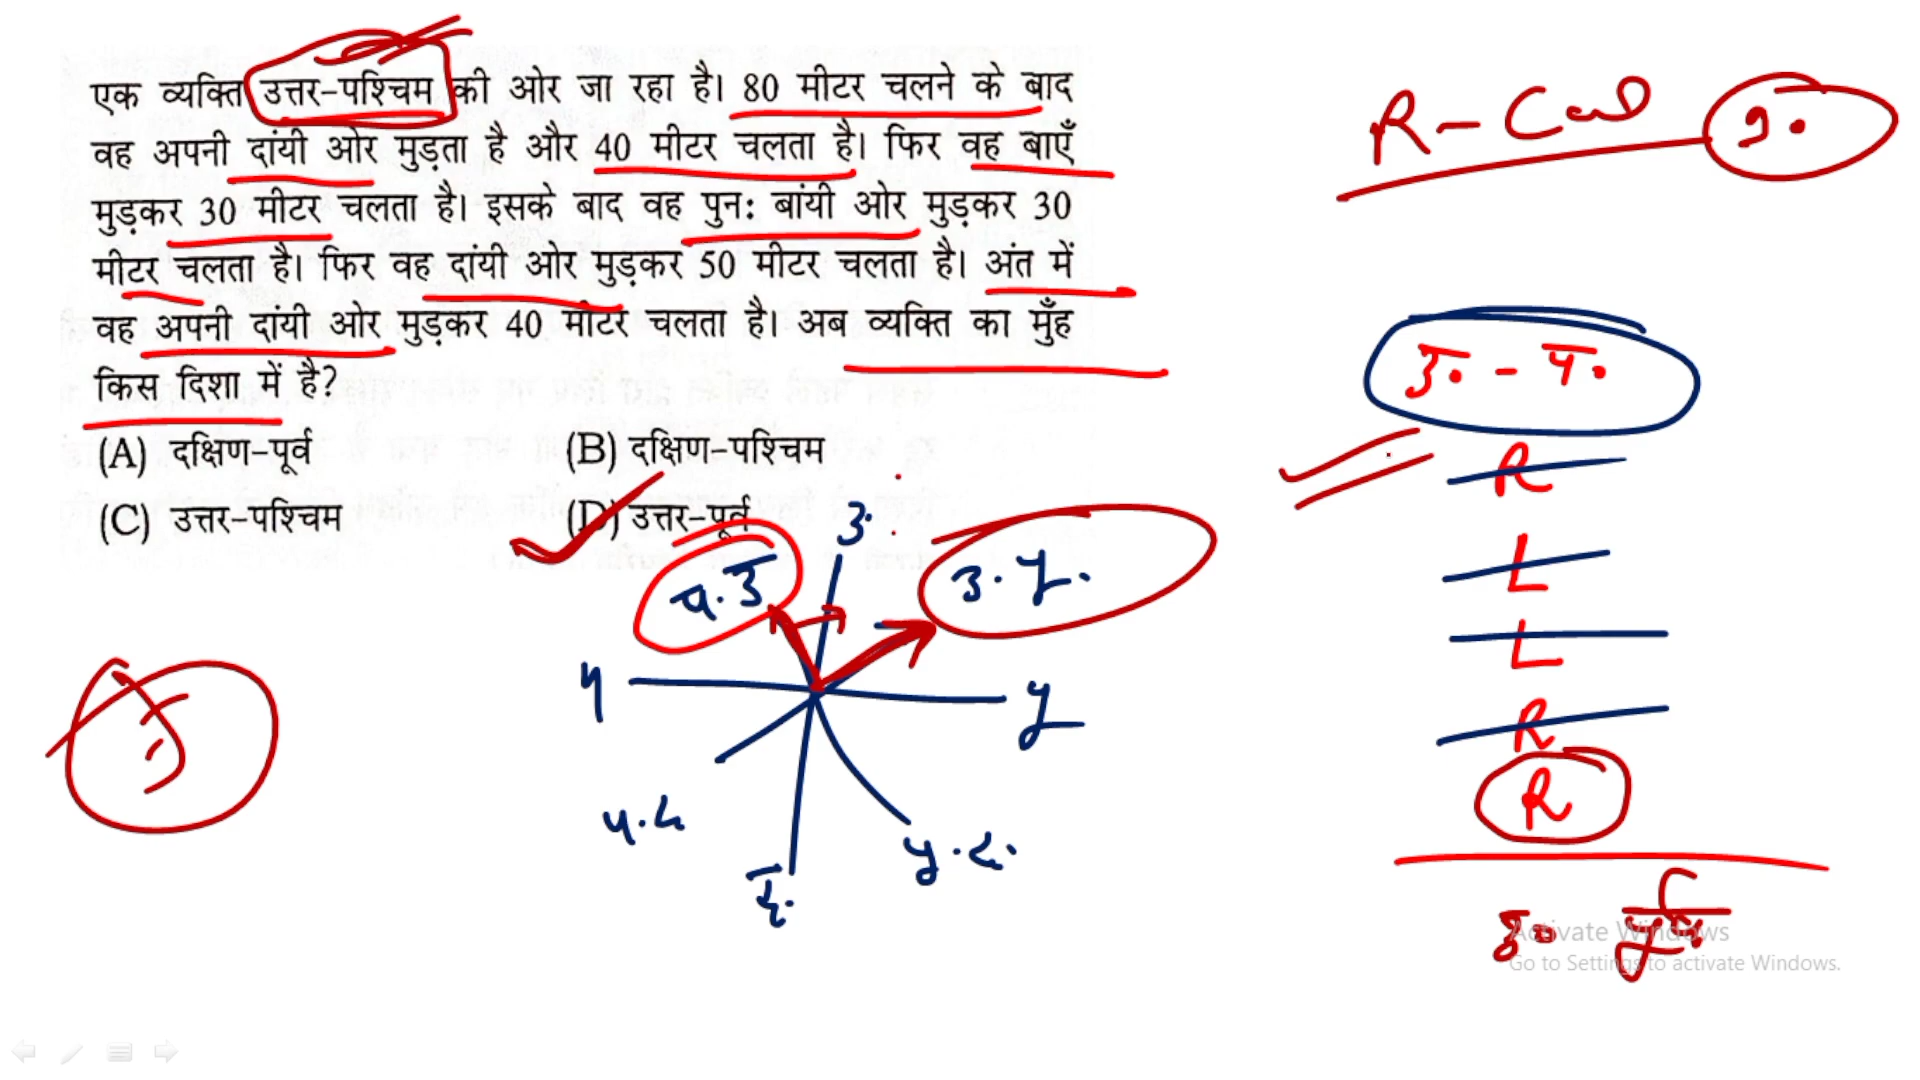 एक व्यक्ति उत्तर-पश्चिम की ओर जा रहा है। 80 मीटर चलने के बाद
वह अपनी दांयी ओर मुड़ता है और 40 मीटर चलता है। फिर वह बाएँ
मुड़कर 30 मीटर चलता है। इसके बाद वह पुनः बांयी ओर मुड़कर 30
मीटर चलता है। फिर वह दांयी ओर मुड़कर 50 मीटर चलता है। अंत में
वह अपनी दांयी ओर मुड़कर 40 मीटर चलता है। अब व्यक्ति का मुँह
किस दिशा में है?
(A) दक्षिण-पूर्व (B) दक्षिण-पश्चिम
(C) उत्तर-पश्चिम (D) उत्तर-पूर्व
उ.
प. उ
उ. पू.
प
पू
प. द
पू. द.
द.
उ. - प.
R
L
L
R
R
उ. पूर्व
Activate Windows
Go to Settings to activate Windows.